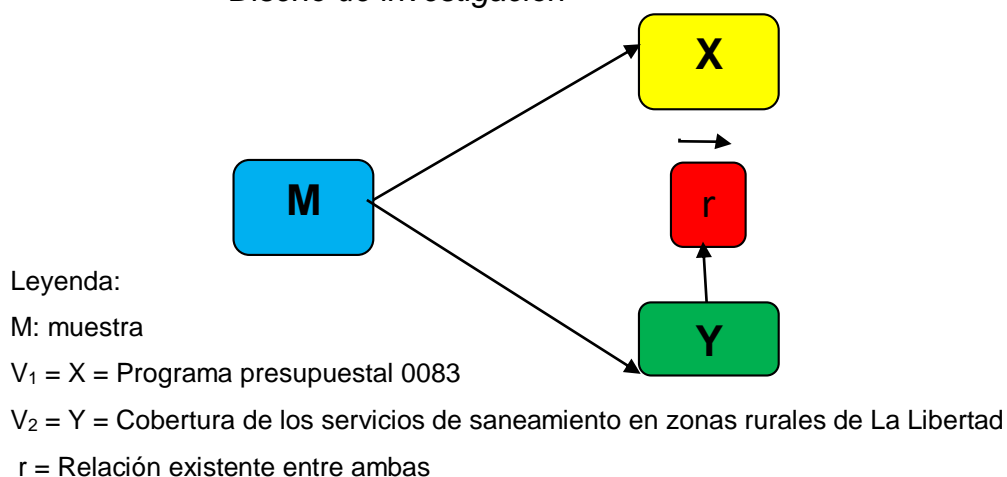 Diseño de investigación
X
M
r
Leyenda:
M: muestra
Y
V₁ = X = Programa presupuestal 0083
V₂ = Y = Cobertura de los servicios de saneamiento en zonas rurales de La Libertad
r = Relación existente entre ambas